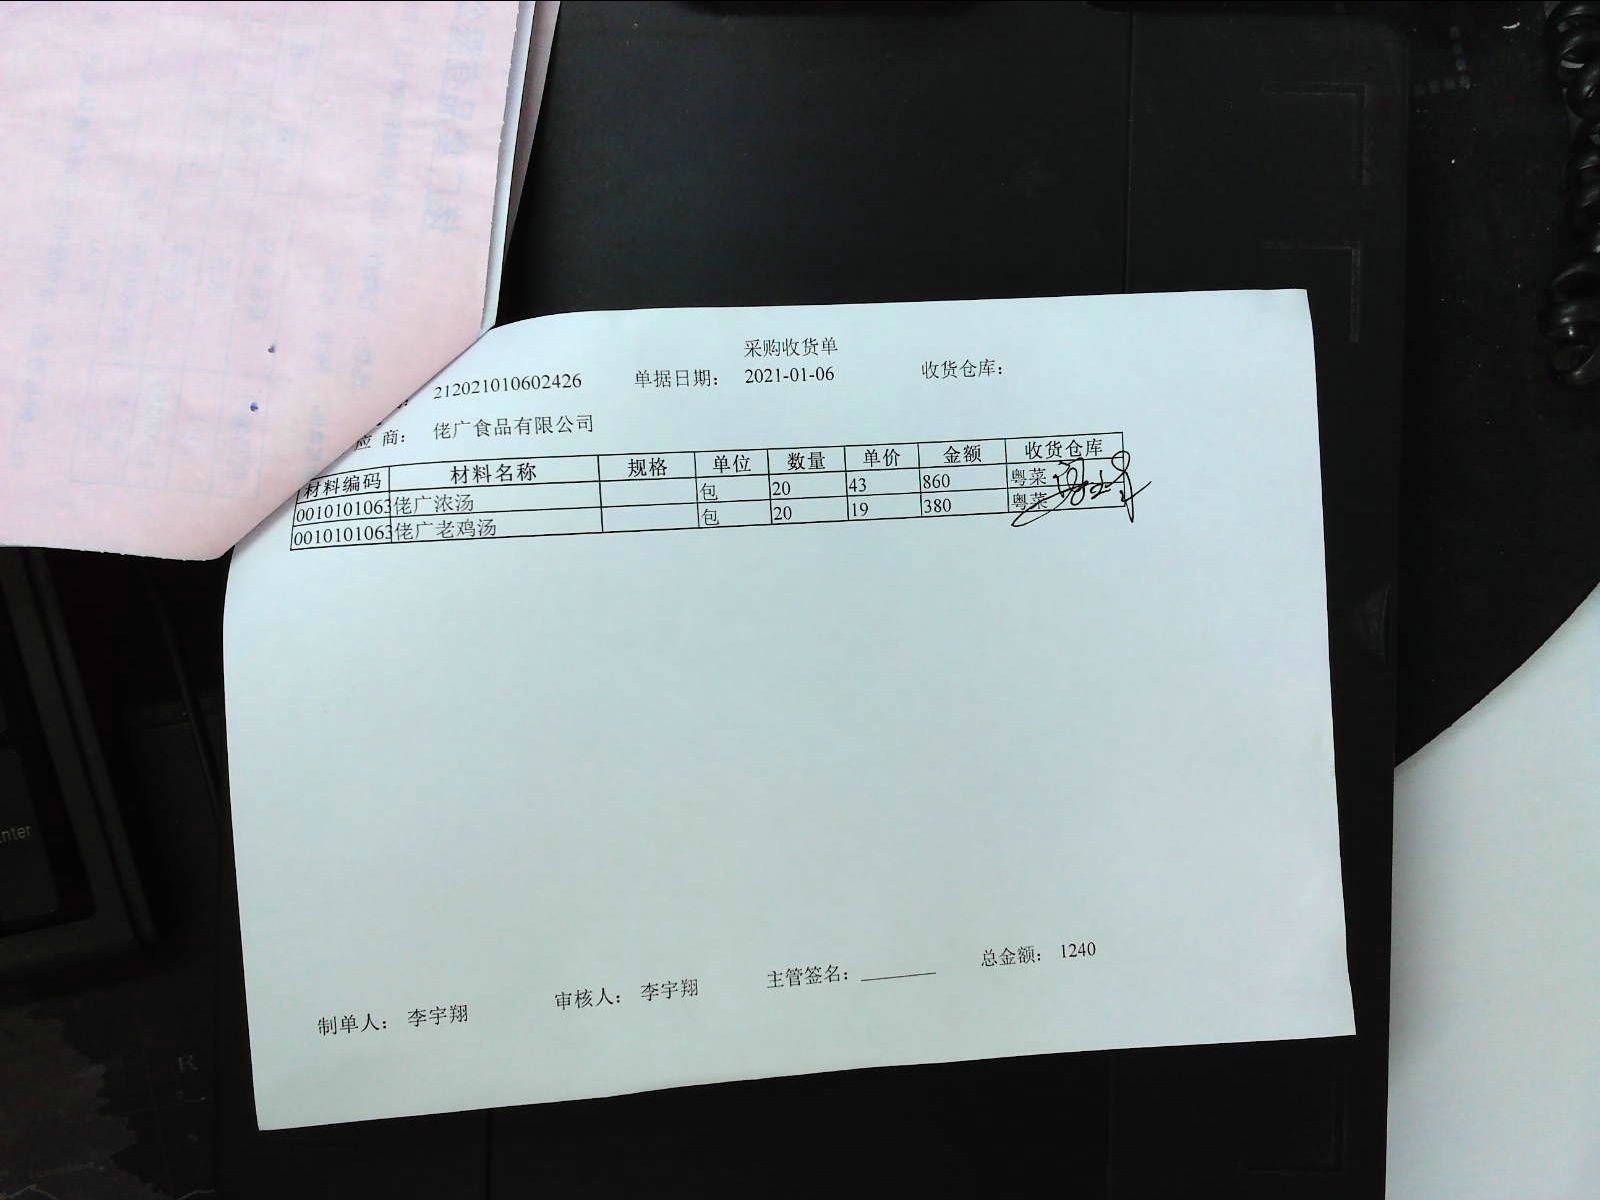 采购收货单
212021010602426 单据日期： 2021-01-06 收货仓库：
应 商： 佬广食品有限公司
材料编码 材料名称 规格 单位 数量 单价 金额 收货仓库
0010101063 佬广浓汤 包 20 43 860 粤菜
0010101063 佬广老鸡汤 包 20 19 380 粤菜
总金额： 1240
制单人： 李宇翔 审核人： 李宇翔 主管签名：